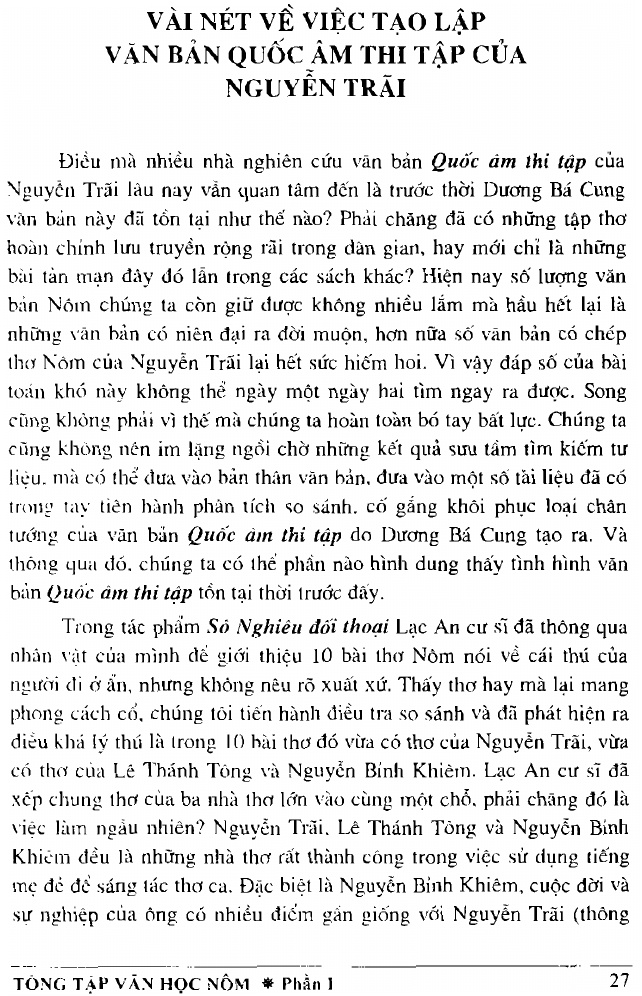 VÀI NÉT VỀ VIỆC TẠO LẬP
VĂN BẢN QUỐC ÂM THI TẬP CỦA
NGUYỄN TRÃI
Điều mà nhiều nhà nghiên cứu văn bản Quốc âm thi tập của
Nguyễn Trãi lâu nay vẫn quan tâm đến là trước thời Dương Bá Cung
văn bản này đã tồn tại như thế nào? Phải chăng đã có những tập thơ
hoàn chỉnh lưu truyền rộng rãi trong dân gian, hay mới chỉ là những
bài tản mạn đây đó lẫn trong các sách khác? Hiện nay số lượng văn
bản Nôm chúng ta còn giữ được không nhiều lắm mà hầu hết lại là
những văn bản có niên đại ra đời muộn, hơn nữa số văn bản có chép
thơ Nôm của Nguyễn Trãi lại hết sức hiếm hoi. Vì vậy đáp số của bài
toán khó này không thể ngày một ngày hai tìm ngay ra được. Song
cũng không phải vì thế mà chúng ta hoàn toàn bó tay bất lực. Chúng ta
cũng không nên im lặng ngồi chờ những kết quả sưu tầm tìm kiếm tư
liệu, mà có thể dưa vào bản thân văn bản, dưa vào một số tài liệu đã có
trong tay tiến hành phân tích so sánh, cố gắng khôi phục loại chân
tướng của văn bản Quốc âm thi tập do Dương Bá Cung tạo ra. Và
thông qua đó, chúng ta có thể phần nào hình dung thấy tình hình văn
bản Quốc âm thi tập tồn tại thời trước đấy.
Trong tác phẩm Sô Nghiêu đối thoại Lạc An cư sĩ đã thông qua
nhân vật của mình để giới thiệu 10 bài thơ Nôm nói về cái thú của
người đi ở ẩn, nhưng không nêu rõ xuất xứ. Thấy thơ hay mà lại mang
phong cách cổ, chúng tôi tiến hành điều tra so sánh và đã phát hiện ra
điều khá lý thú là trong 10 bài thơ đó vừa có thơ của Nguyễn Trãi, vừa
có thơ của Lê Thánh Tông và Nguyễn Bỉnh Khiêm. Lạc An cư sĩ đã
xếp chung thơ của ba nhà thơ lớn vào cùng một chỗ, phải chăng đó là
việc làm ngẫu nhiên? Nguyễn Trãi, Lê Thánh Tông và Nguyễn Bỉnh
Khiêm đều là những nhà thơ rất thành công trong việc sử dụng tiếng
mẹ đẻ để sáng tác thơ ca. Đặc biệt là Nguyễn Bỉnh Khiêm, cuộc đời và
sự nghiệp của ông có nhiều điểm gần giống với Nguyễn Trãi (thông
TỔNG TẬP VĂN HỌC NÔM ❋ Phần 1 27